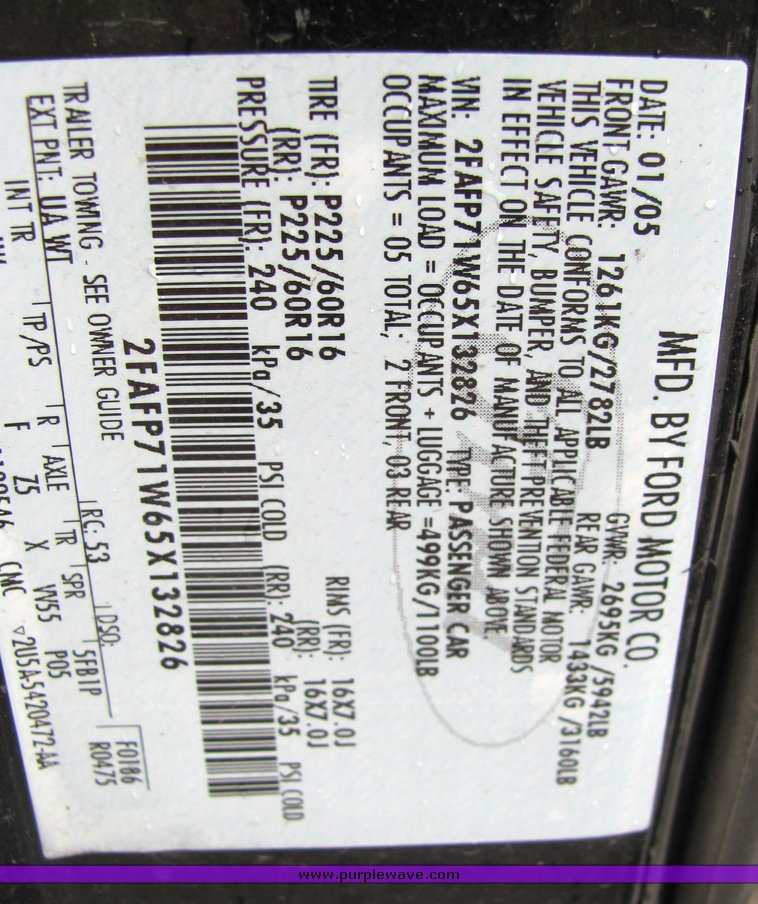 MFD. BY FORD MOTOR CO.
DATE: 01/05 GVWR: 2695KG /5942LB
FRONT GAWR: 1261KG/2782LB REAR GAWR: 1433KG /3160LB
THIS VEHICLE CONFORMS TO ALL APPLICABLE FEDERAL MOTOR
VEHICLE SAFETY, BUMPER, AND THEFT PREVENTION STANDARDS
IN EFFECT ON THE DATE OF MANUFACTURE SHOWN ABOVE
VIN: 2FAFP71W65X132826 TYPE: PASSENGER CAR
MAXIMUM LOAD = OCCUPANTS + LUGGAGE =499KG/1100LB
OCCUPANTS = 05 TOTAL; 2 FRONT, 03 REAR
TIRE (FR): P225/60R16 RIMS (FR): 16X7.0J
(RR): P225/60R16 (RR): 16X7.0J
PRESSURE (FR): 240 kPa/35 PSI COLD (RR): 240 kPa/35 PSI COLD
2FAFP71W65X132826
TRAILER TOWING - SEE OWNER GUIDE
F0186
EXT PNT: UA WT RC: 53 DSO: R0475
INT TR TP/PS R AXLE TR SPR 5FB1P
F Z5 X W55 P05
CMC 2U5A-5420472-AA
www.purplewave.com